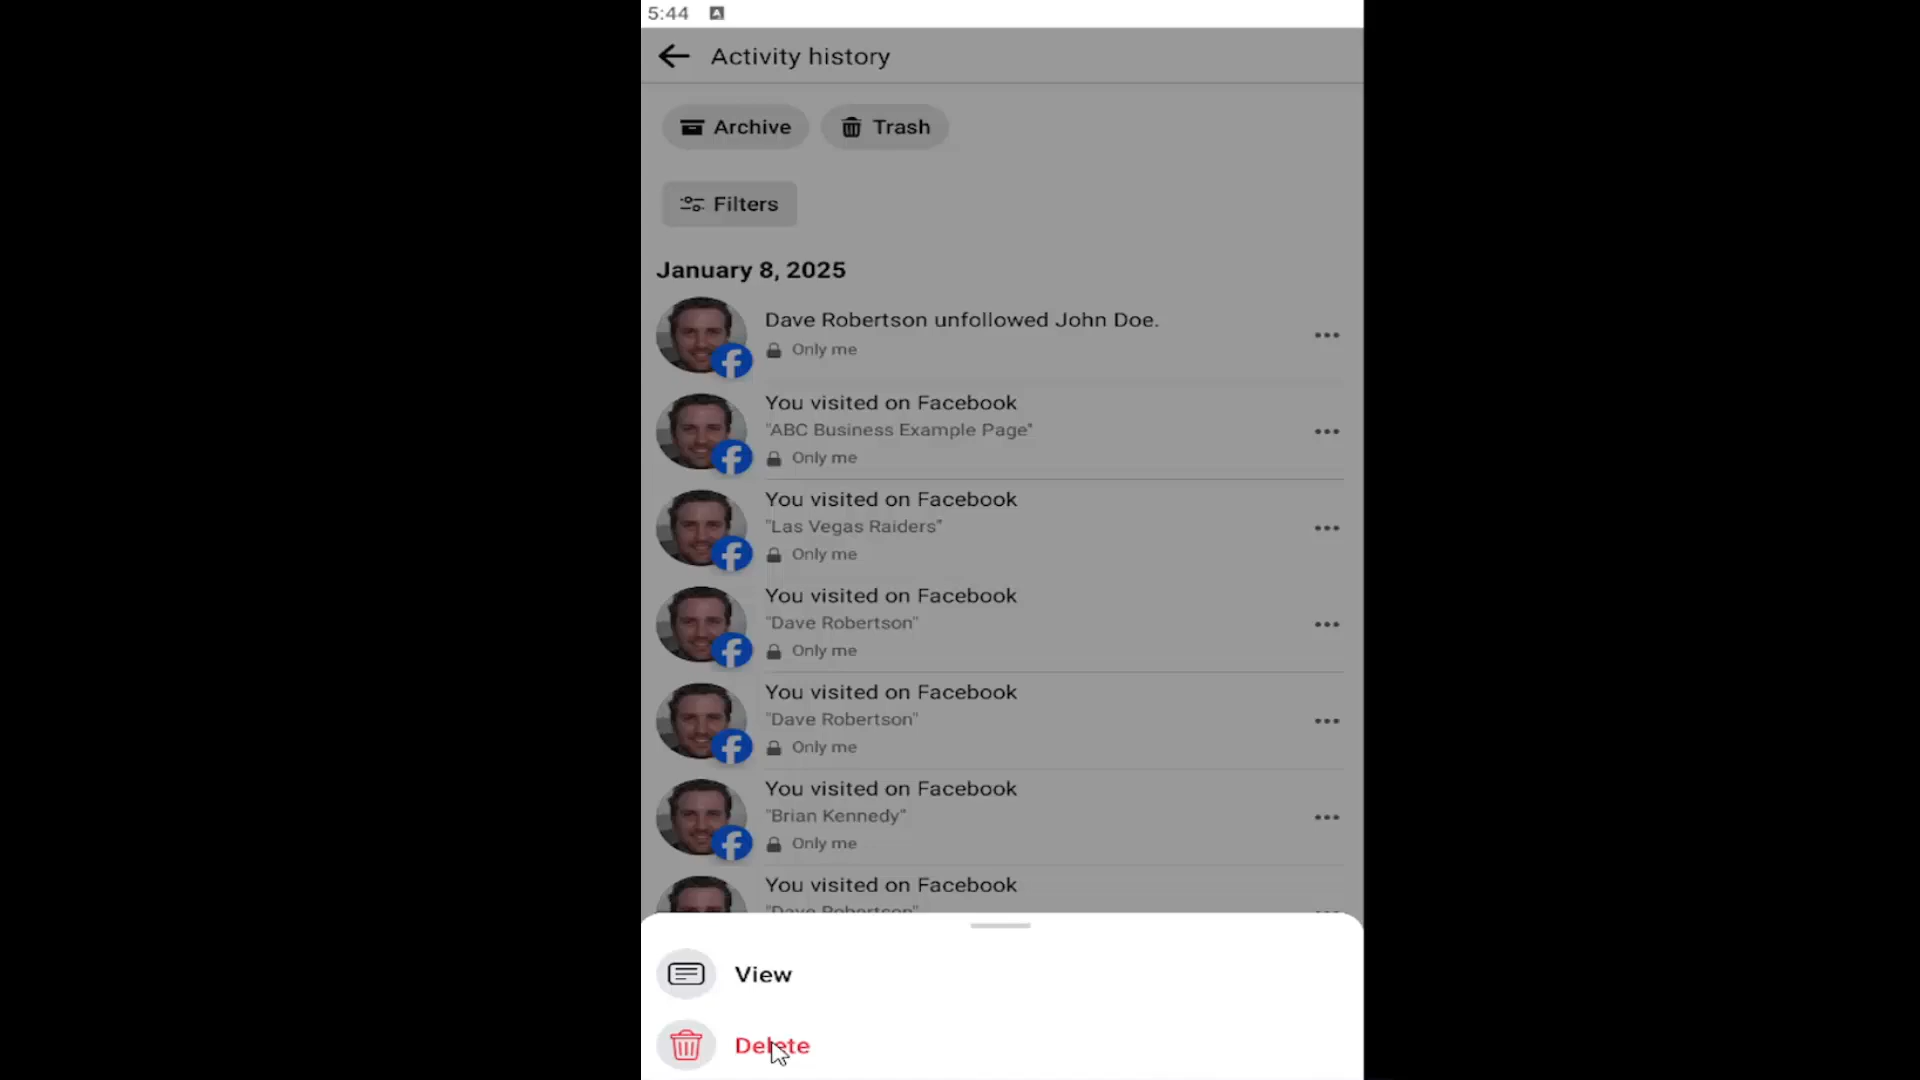 5:44
Activity history
Archive
Trash
Filters
January 8, 2025
Dave Robertson unfollowed John Doe.
Only me
You visited on Facebook
"ABC Business Example Page"
Only me
You visited on Facebook
"Las Vegas Raiders"
Only me
You visited on Facebook
"Dave Robertson"
Only me
You visited on Facebook
"Dave Robertson"
Only me
You visited on Facebook
"Brian Kennedy"
Only me
You visited on Facebook
"Dave Robertson"
View
Delete